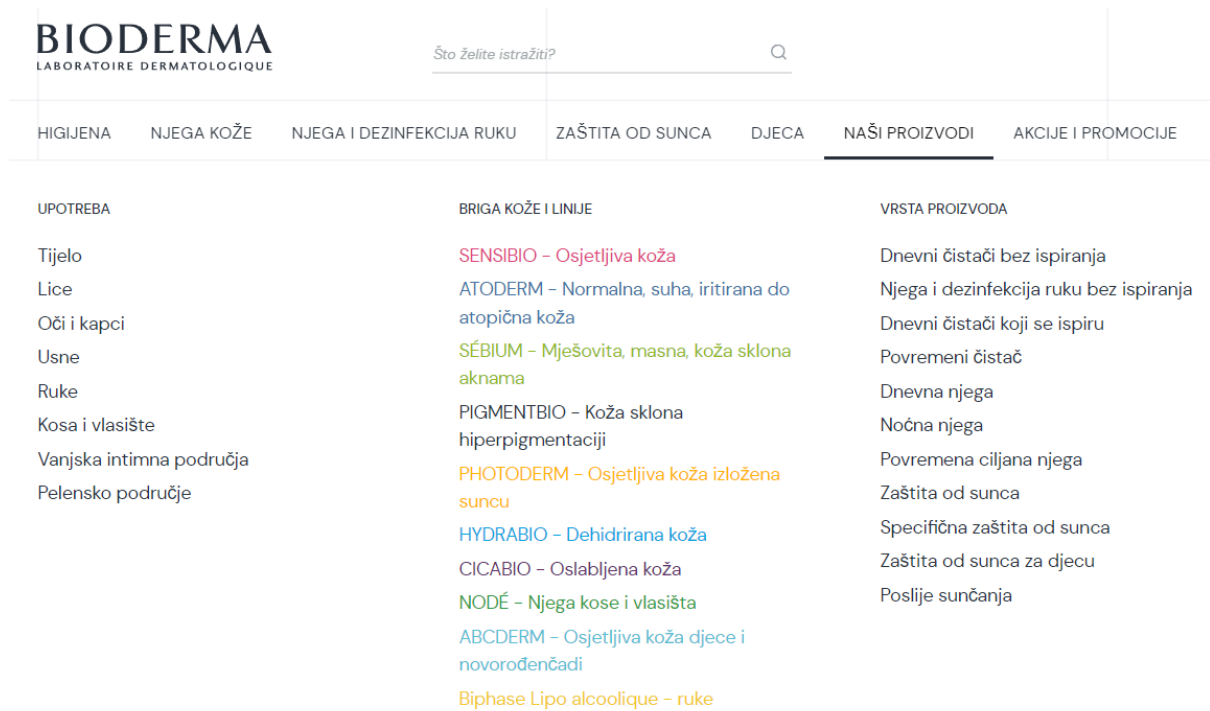 BIODERMA
LABORATOIRE DERMATOLOGIQUE
Što želite istražiti?
HIGIJENA NJEGA KOŽE NJEGA I DEZINFEKCIJA RUKU ZAŠTITA OD SUNCA DJECA NAŠI PROIZVODI AKCIJE I PROMOCIJE
UPOTREBA
Tijelo
Lice
Oči i kapci
Usne
Ruke
Kosa i vlasište
Vanjska intimna područja
Pelensko područje
BRIGA KOŽE I LINIJE
SENSIBIO – Osjetljiva koža
ATODERM – Normalna, suha, iritirana do
atopična koža
SÉBIUM – Mješovita, masna, koža sklona
aknama
PIGMENTBIO – Koža sklona
hiperpigmentaciji
PHOTODERM – Osjetljiva koža izložena
suncu
HYDRABIO – Dehidrirana koža
CICABIO – Oslabljena koža
NODÉ – Njega kose i vlasišta
ABCDERM – Osjetljiva koža djece i
novorođenčadi
Biphase Lipo alcoolique – ruke
VRSTA PROIZVODA
Dnevni čistači bez ispiranja
Njega i dezinfekcija ruku bez ispiranja
Dnevni čistači koji se ispiru
Povremeni čistač
Dnevna njega
Noćna njega
Povremena ciljana njega
Zaštita od sunca
Specifična zaštita od sunca
Zaštita od sunca za djecu
Poslije sunčanja